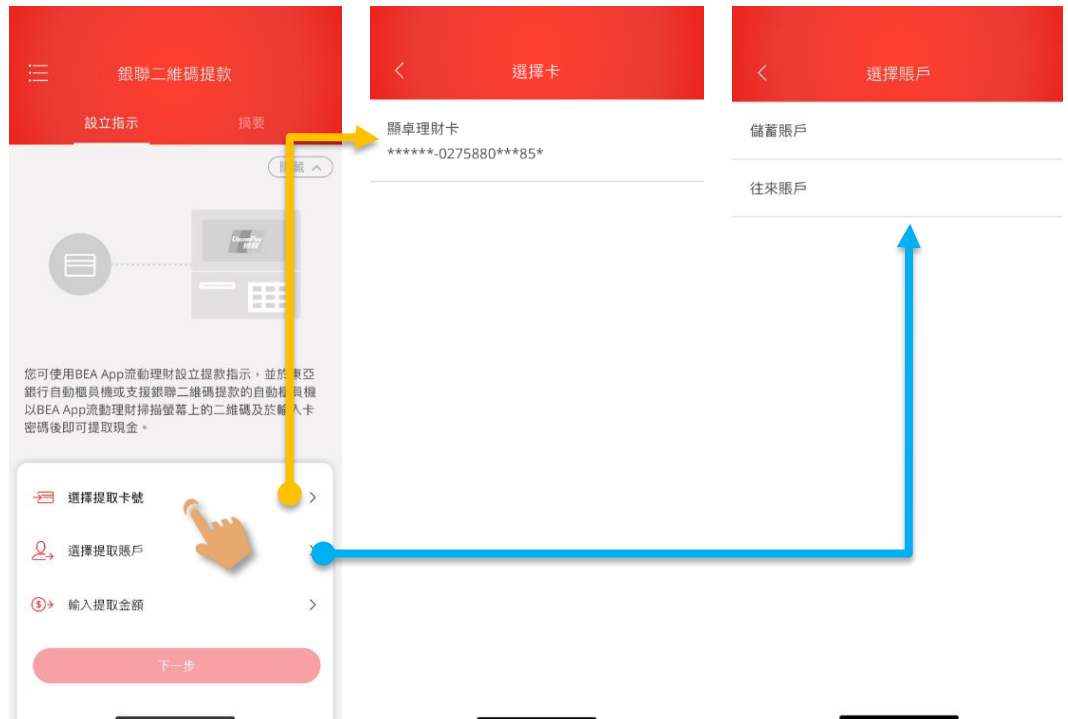 銀聯二維碼提款
設立指示
摘要
UnionPay
銀聯
您可使用BEA App流動理財設立提款指示，並於東亞
銀行自動櫃員機或支援銀聯二維碼提款的自動櫃員機
以BEA App流動理財掃描螢幕上的二維碼及於輸入卡
密碼後即可提取現金。
選擇提取卡號
選擇提取賬戶
輸入提取金額
下一步
選擇卡
顯卓理財卡
******-0275880***85*
選擇賬戶
儲蓄賬戶
往來賬戶